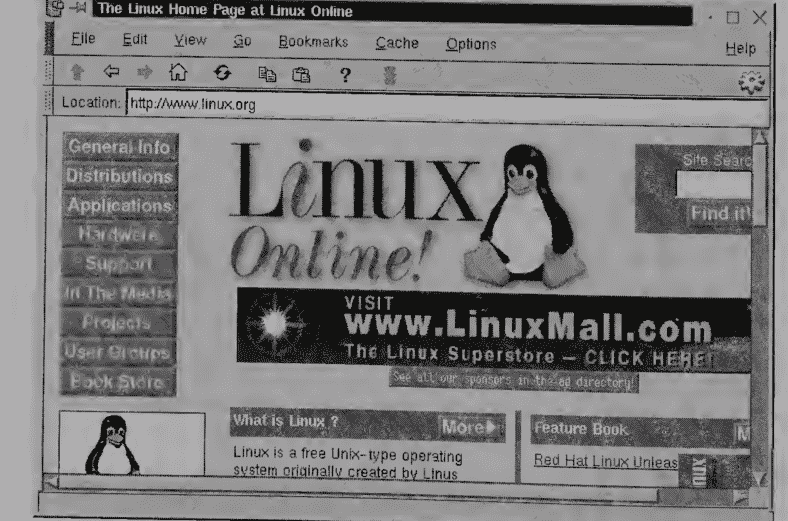 The Linux Home Page at Linux Online
File Edit View Go Bookmarks Cache Options Help
?
Location: http://www.linux.org
General Info
Distributions
Applications
Hardware
Support
In The Media
Projects
User Groups
Book Store
Linux
Online!
Site Searc
Find it!
VISIT
www.LinuxMall.com
The Linux Superstore – CLICK HERE!
See all our sponsors in the ad directory!
What is Linux ? More
Linux is a free Unix-type operating
system originally created by Linus
Feature Book M
Red Hat Linux Unleas